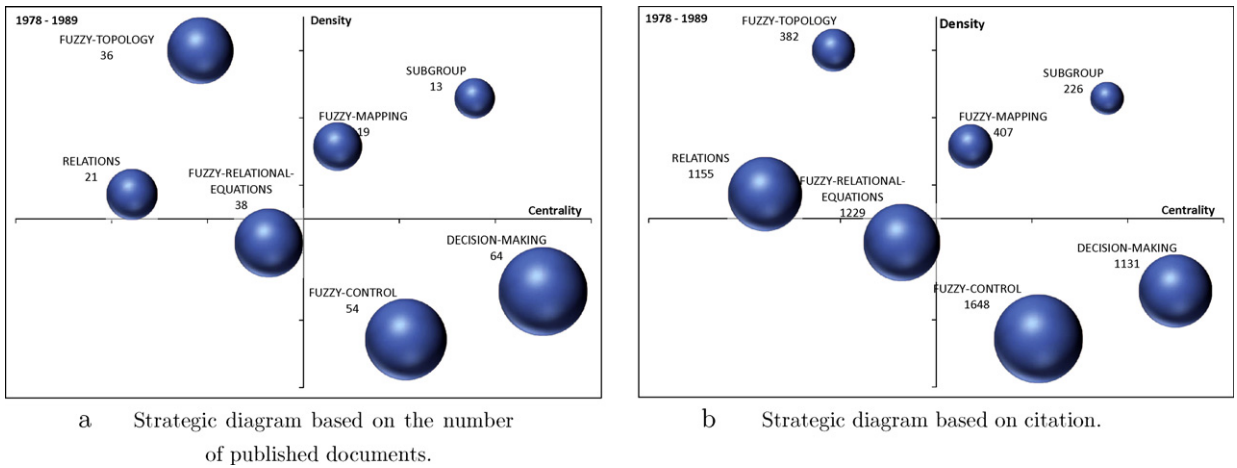 1978 - 1989
Density
FUZZY-TOPOLOGY
36
SUBGROUP
13
FUZZY-MAPPING
19
RELATIONS
21
FUZZY-RELATIONAL-
EQUATIONS
38
Centrality
DECISION-MAKING
64
FUZZY-CONTROL
54
a Strategic diagram based on the number
of published documents.
1978 - 1989
Density
FUZZY-TOPOLOGY
382
SUBGROUP
226
FUZZY-MAPPING
407
RELATIONS
1155
FUZZY-RELATIONAL-
EQUATIONS
1229
Centrality
DECISION-MAKING
1131
FUZZY-CONTROL
1648
b Strategic diagram based on citation.